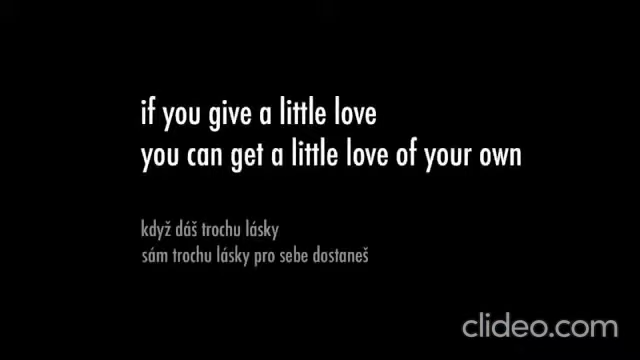 if you give a little love
you can get a little love of your own
když dáš trochu lásky
sám trochu lásky pro sebe dostaneš
clideo.com